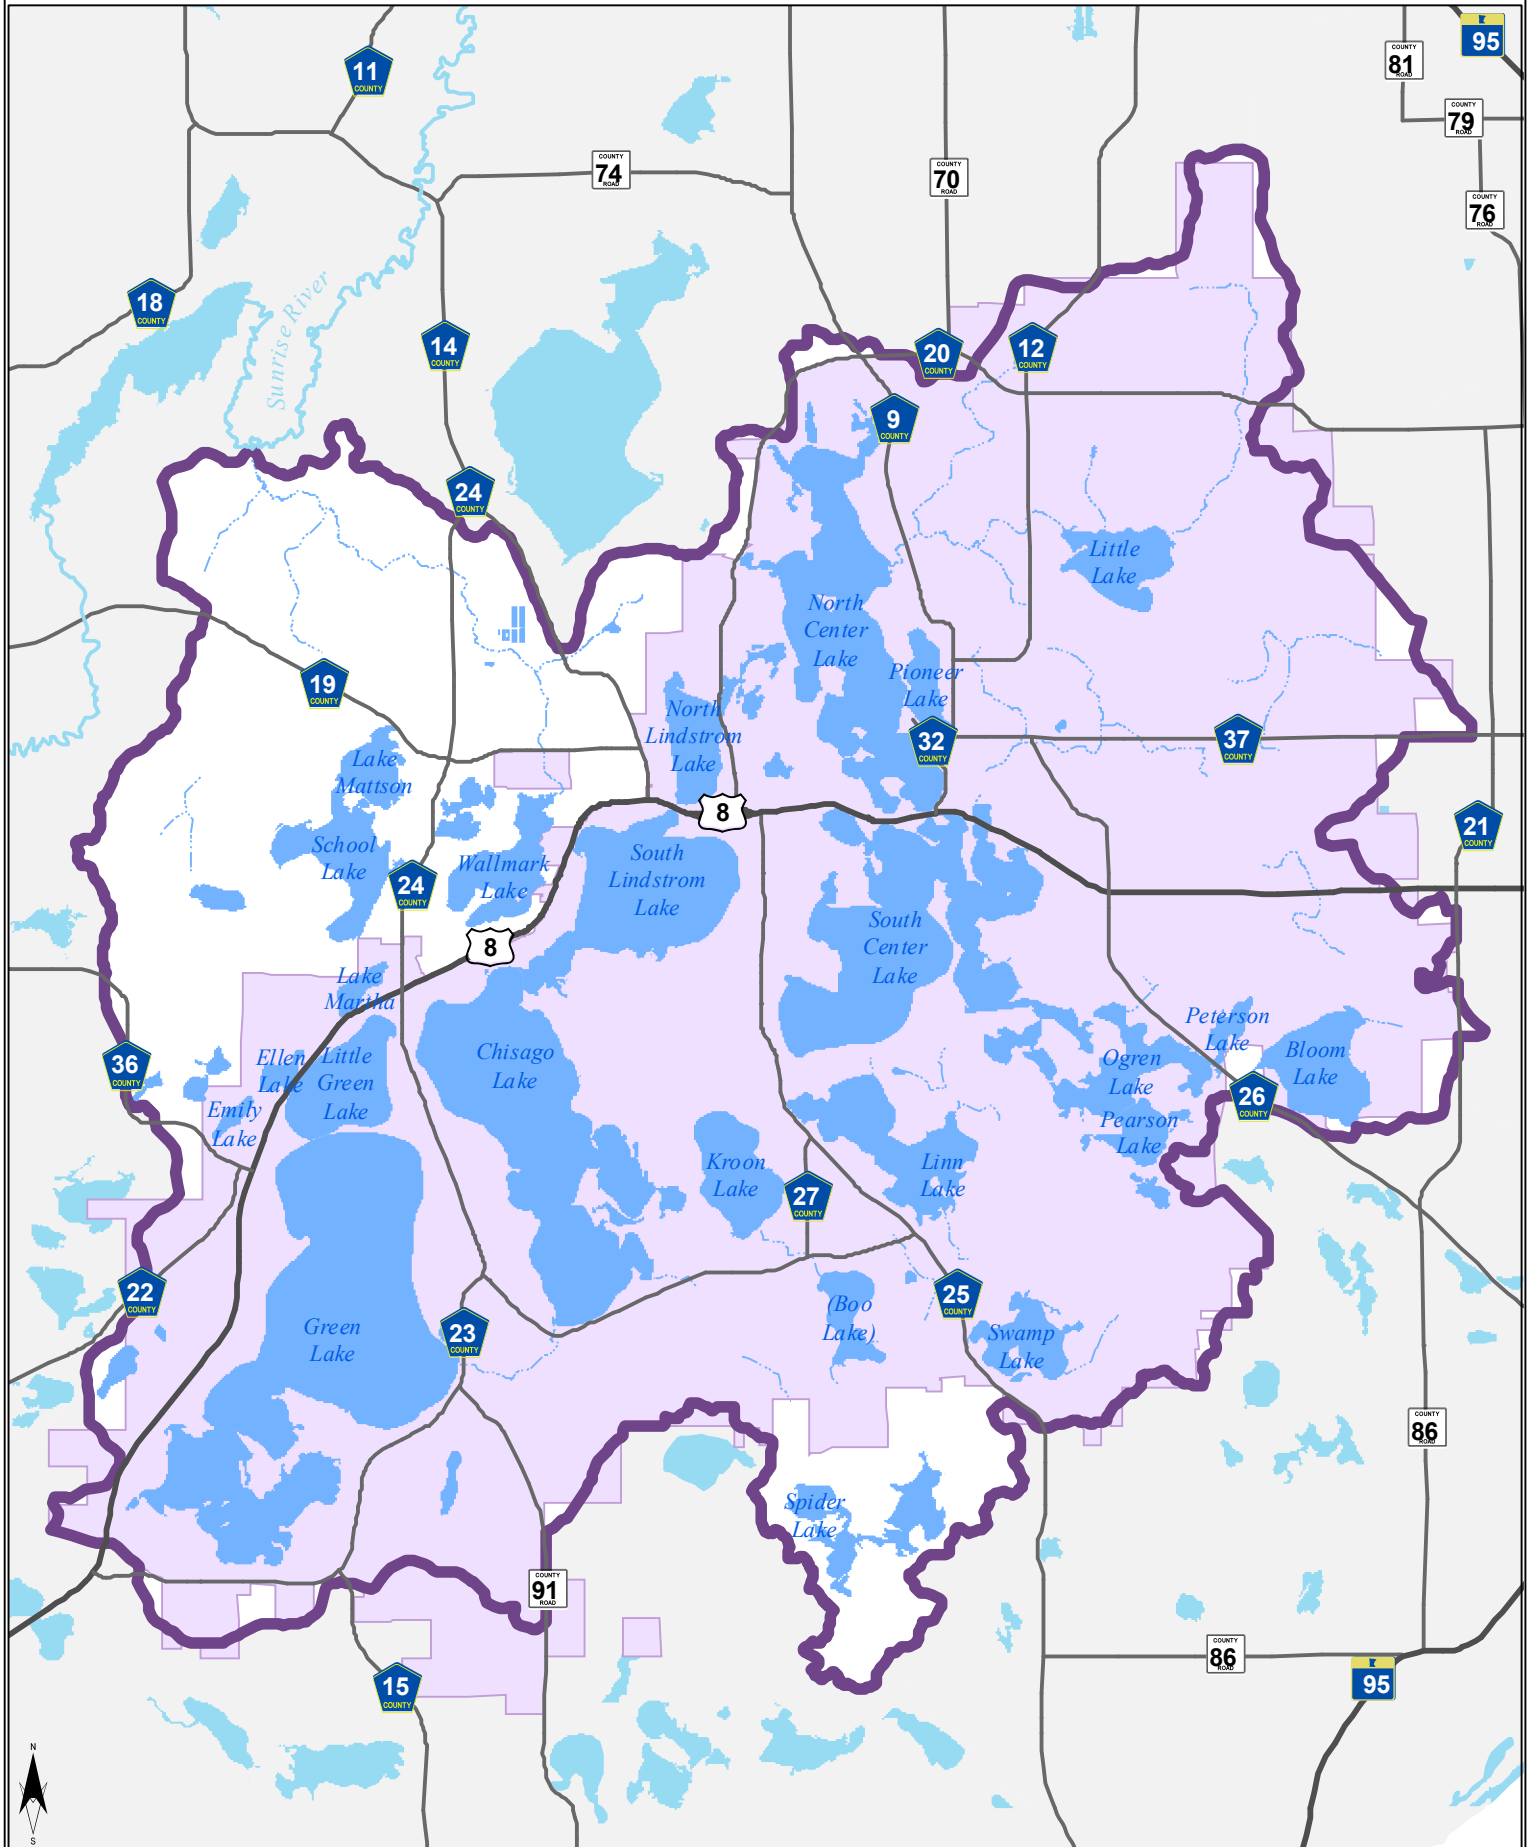 95
COUNTY
81
ROAD
11
COUNTY
COUNTY
79
ROAD
COUNTY
74
ROAD
COUNTY
70
ROAD
COUNTY
76
ROAD
18
COUNTY
Sunrise River
14
COUNTY
20
COUNTY
12
COUNTY
9
COUNTY
24
COUNTY
Little
Lake
North
Center
Lake
Pioneer
Lake
19
COUNTY
North
Lindstrom
Lake
32
COUNTY
37
COUNTY
Lake
Mattson
8
21
COUNTY
School
Lake
24
COUNTY
Wallmark
Lake
South
Lindstrom
Lake
8
South
Center
Lake
Lake
Martha
Peterson
Lake
36
COUNTY
Ellen
Lake
Little
Green
Lake
Chisago
Lake
Ogren
Lake
Bloom
Lake
26
COUNTY
Emily
Lake
Pearson
Lake
Kroon
Lake
27
COUNTY
Linn
Lake
22
COUNTY
25
COUNTY
(Boo
Lake)
Green
Lake
23
COUNTY
Swamp
Lake
COUNTY
86
ROAD
Spider
Lake
COUNTY
91
ROAD
COUNTY
86
ROAD
95
15
COUNTY
N
S